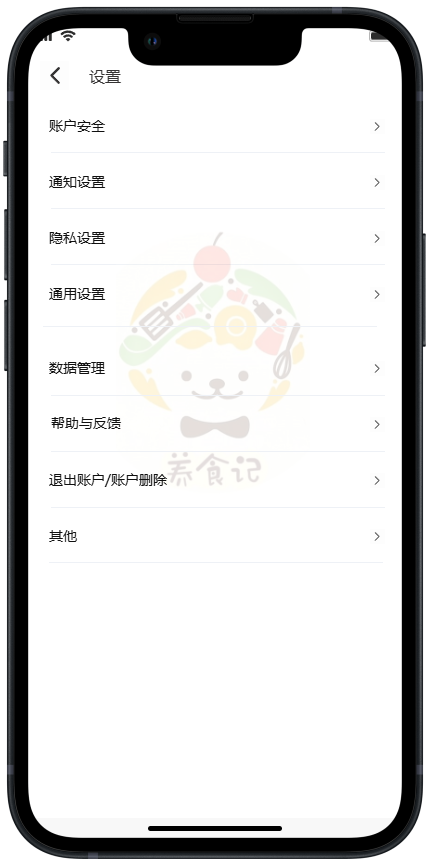 设置
账户安全
通知设置
隐私设置
通用设置
数据管理
帮助与反馈
养食记
退出账户/账户删除
其他